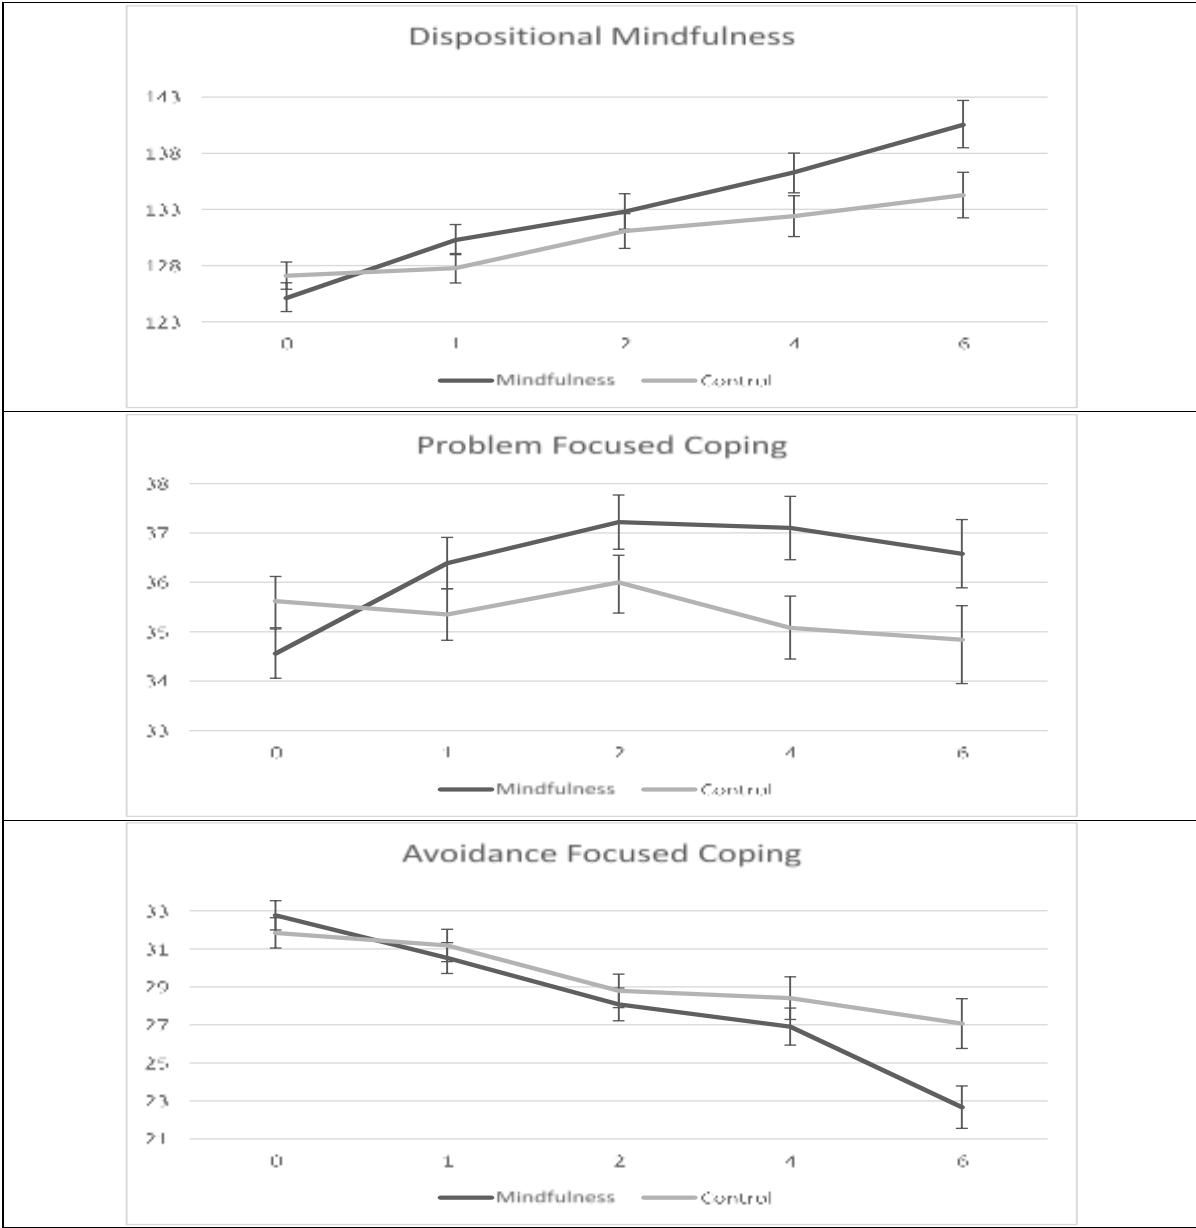 Dispositional Mindfulness
143
138
133
128
123
0 1 2 4 6
Mindfulness Control
Problem Focused Coping
38
37
36
35
34
33
0 1 2 4 6
Mindfulness Control
Avoidance Focused Coping
33
31
29
27
25
23
21
0 1 2 4 6
Mindfulness Control